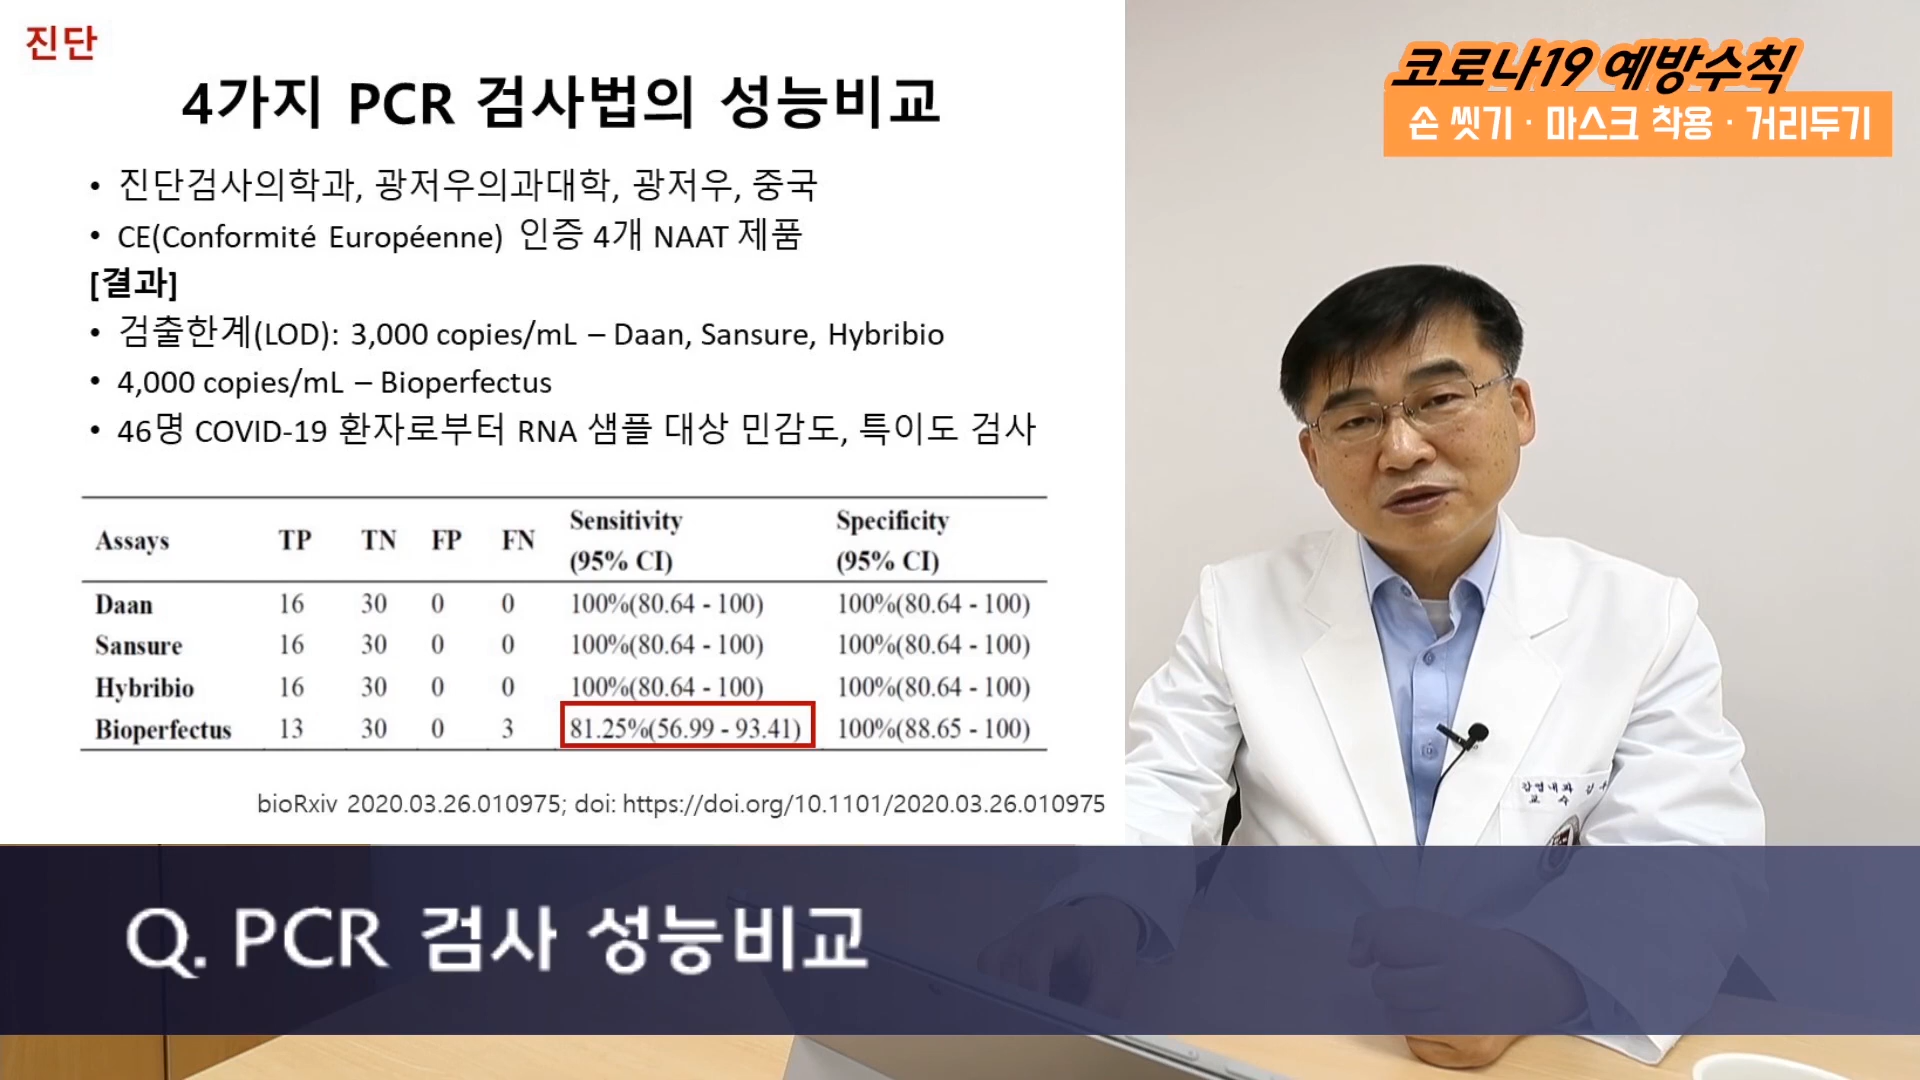 진단
4가지 PCR 검사법의 성능비교
• 진단검사의학과, 광저우의과대학, 광저우, 중국
• CE(Conformité Européenne) 인증 4개 NAAT 제품
[결과]
• 검출한계(LOD): 3,000 copies/mL – Daan, Sansure, Hybribio
• 4,000 copies/mL – Bioperfectus
• 46명 COVID-19 환자로부터 RNA 샘플 대상 민감도, 특이도 검사
Assays TP TN FP FN Sensitivity (95% CI) Specificity (95% CI)
Daan 16 30 0 0 100%(80.64 - 100) 100%(80.64 - 100)
Sansure 16 30 0 0 100%(80.64 - 100) 100%(80.64 - 100)
Hybribio 16 30 0 0 100%(80.64 - 100) 100%(80.64 - 100)
Bioperfectus 13 30 0 3 81.25%(56.99 - 93.41) 100%(88.65 - 100)
bioRxiv 2020.03.26.010975; doi: https://doi.org/10.1101/2020.03.26.010975
코로나19 예방수칙
손 씻기 · 마스크 착용 · 거리두기
감염내과 김
교수
Q. PCR 검사 성능비교